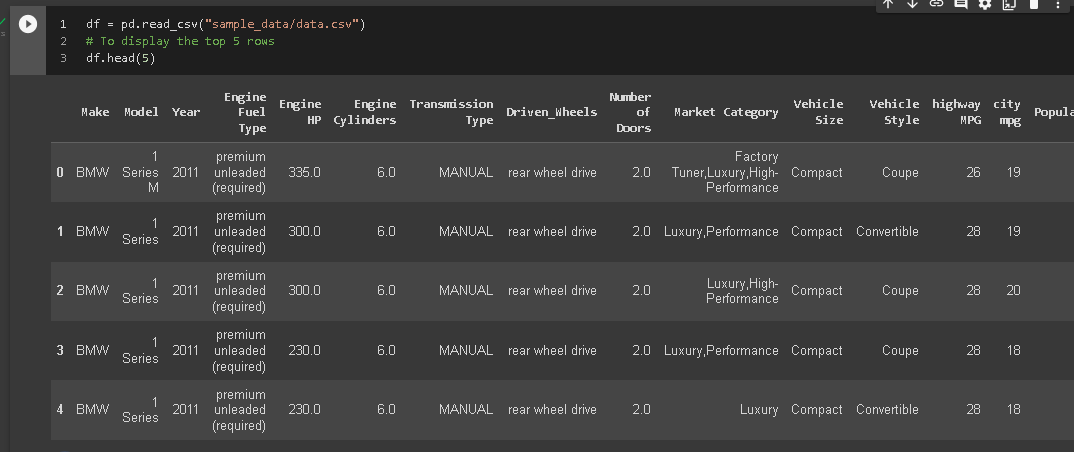 1 df = pd.read_csv("sample_data/data.csv")
2 # To display the top 5 rows
3 df.head(5)
Make Model Year Engine Fuel Type Engine HP Engine Cylinders Transmission Type Driven_Wheels Number of Doors Market Category Vehicle Size Vehicle Style highway MPG city mpg Popula
0 BMW 1 Series M 2011 premium unleaded (required) 335.0 6.0 MANUAL rear wheel drive 2.0 Factory Tuner,Luxury,High-Performance Compact Coupe 26 19
1 BMW 1 Series 2011 premium unleaded (required) 300.0 6.0 MANUAL rear wheel drive 2.0 Luxury,Performance Compact Convertible 28 19
2 BMW 1 Series 2011 premium unleaded (required) 300.0 6.0 MANUAL rear wheel drive 2.0 Luxury,High-Performance Compact Coupe 28 20
3 BMW 1 Series 2011 premium unleaded (required) 230.0 6.0 MANUAL rear wheel drive 2.0 Luxury,Performance Compact Coupe 28 18
4 BMW 1 Series 2011 premium unleaded (required) 230.0 6.0 MANUAL rear wheel drive 2.0 Luxury Compact Convertible 28 18